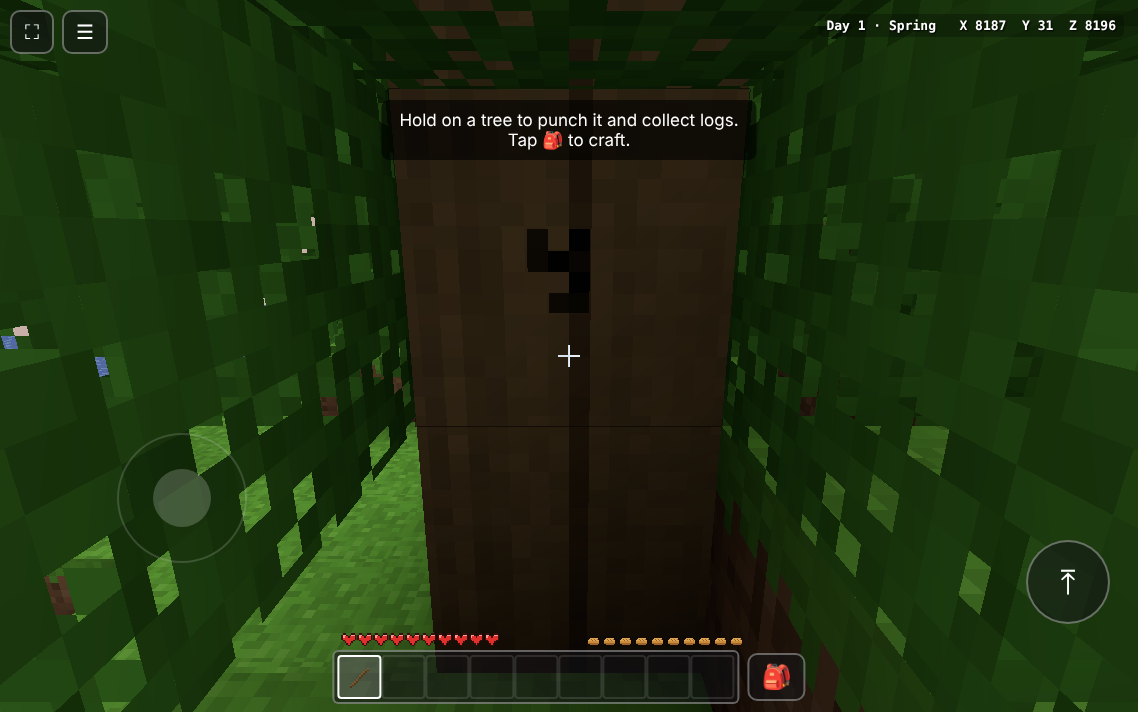 Day 1 · Spring X 8187 Y 31 Z 8196
Hold on a tree to punch it and collect logs.
Tap 🎒 to craft.